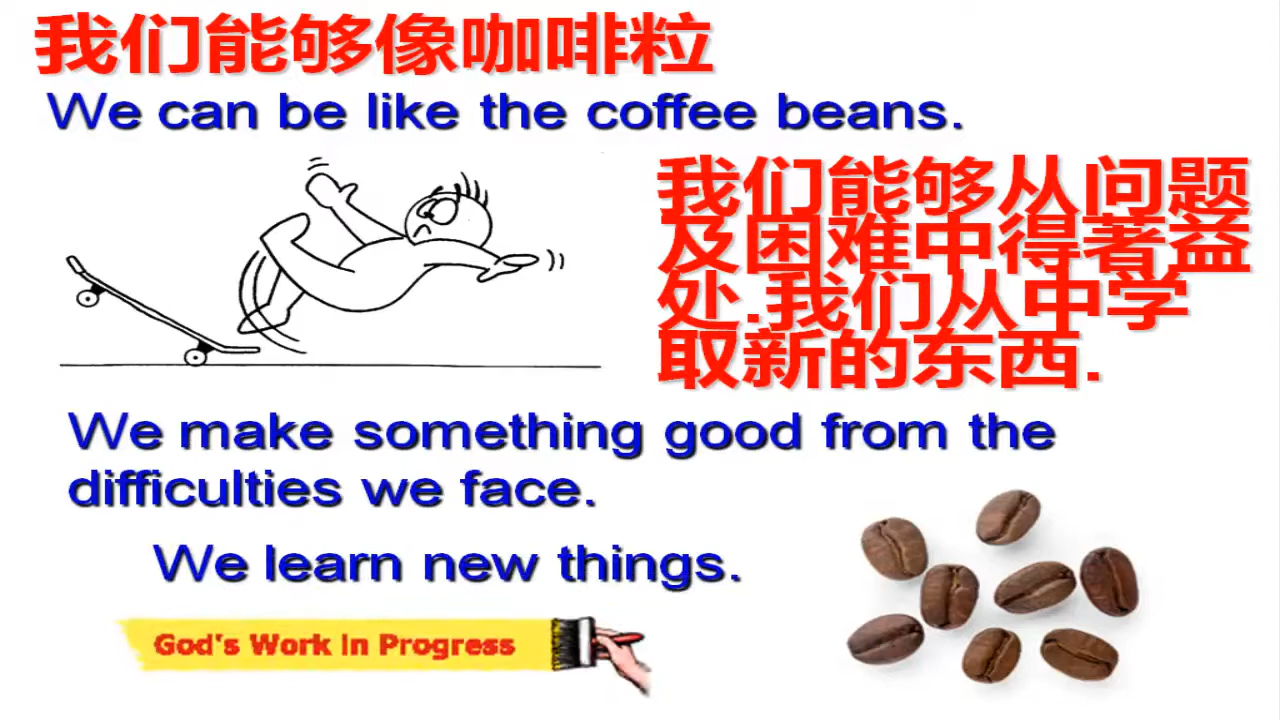 我们能够像咖啡粒
We can be like the coffee beans.
我们能够从问题
及困难中得著益
处.我们从中学
取新的东西.
We make something good from the
difficulties we face.
We learn new things.
God's Work In Progress